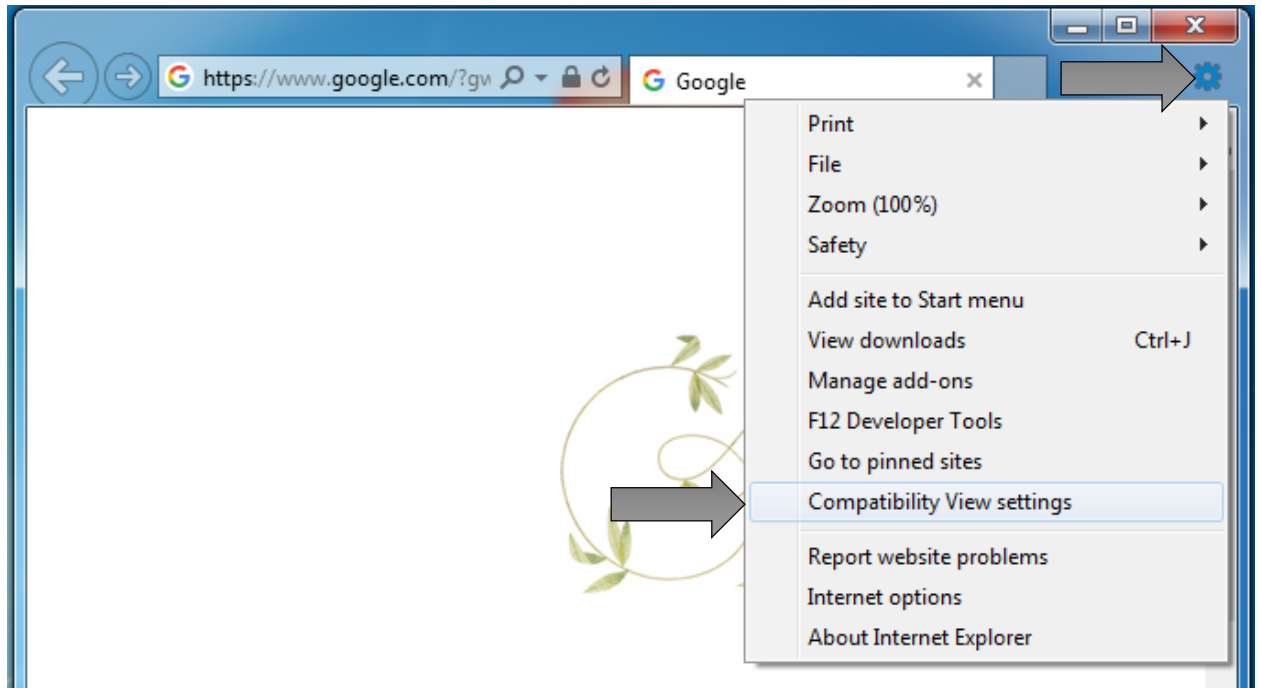 https://www.google.com/?gw
Google
Print
File
Zoom (100%)
Safety
Add site to Start menu
View downloads Ctrl+J
Manage add-ons
F12 Developer Tools
Go to pinned sites
Compatibility View settings
Report website problems
Internet options
About Internet Explorer